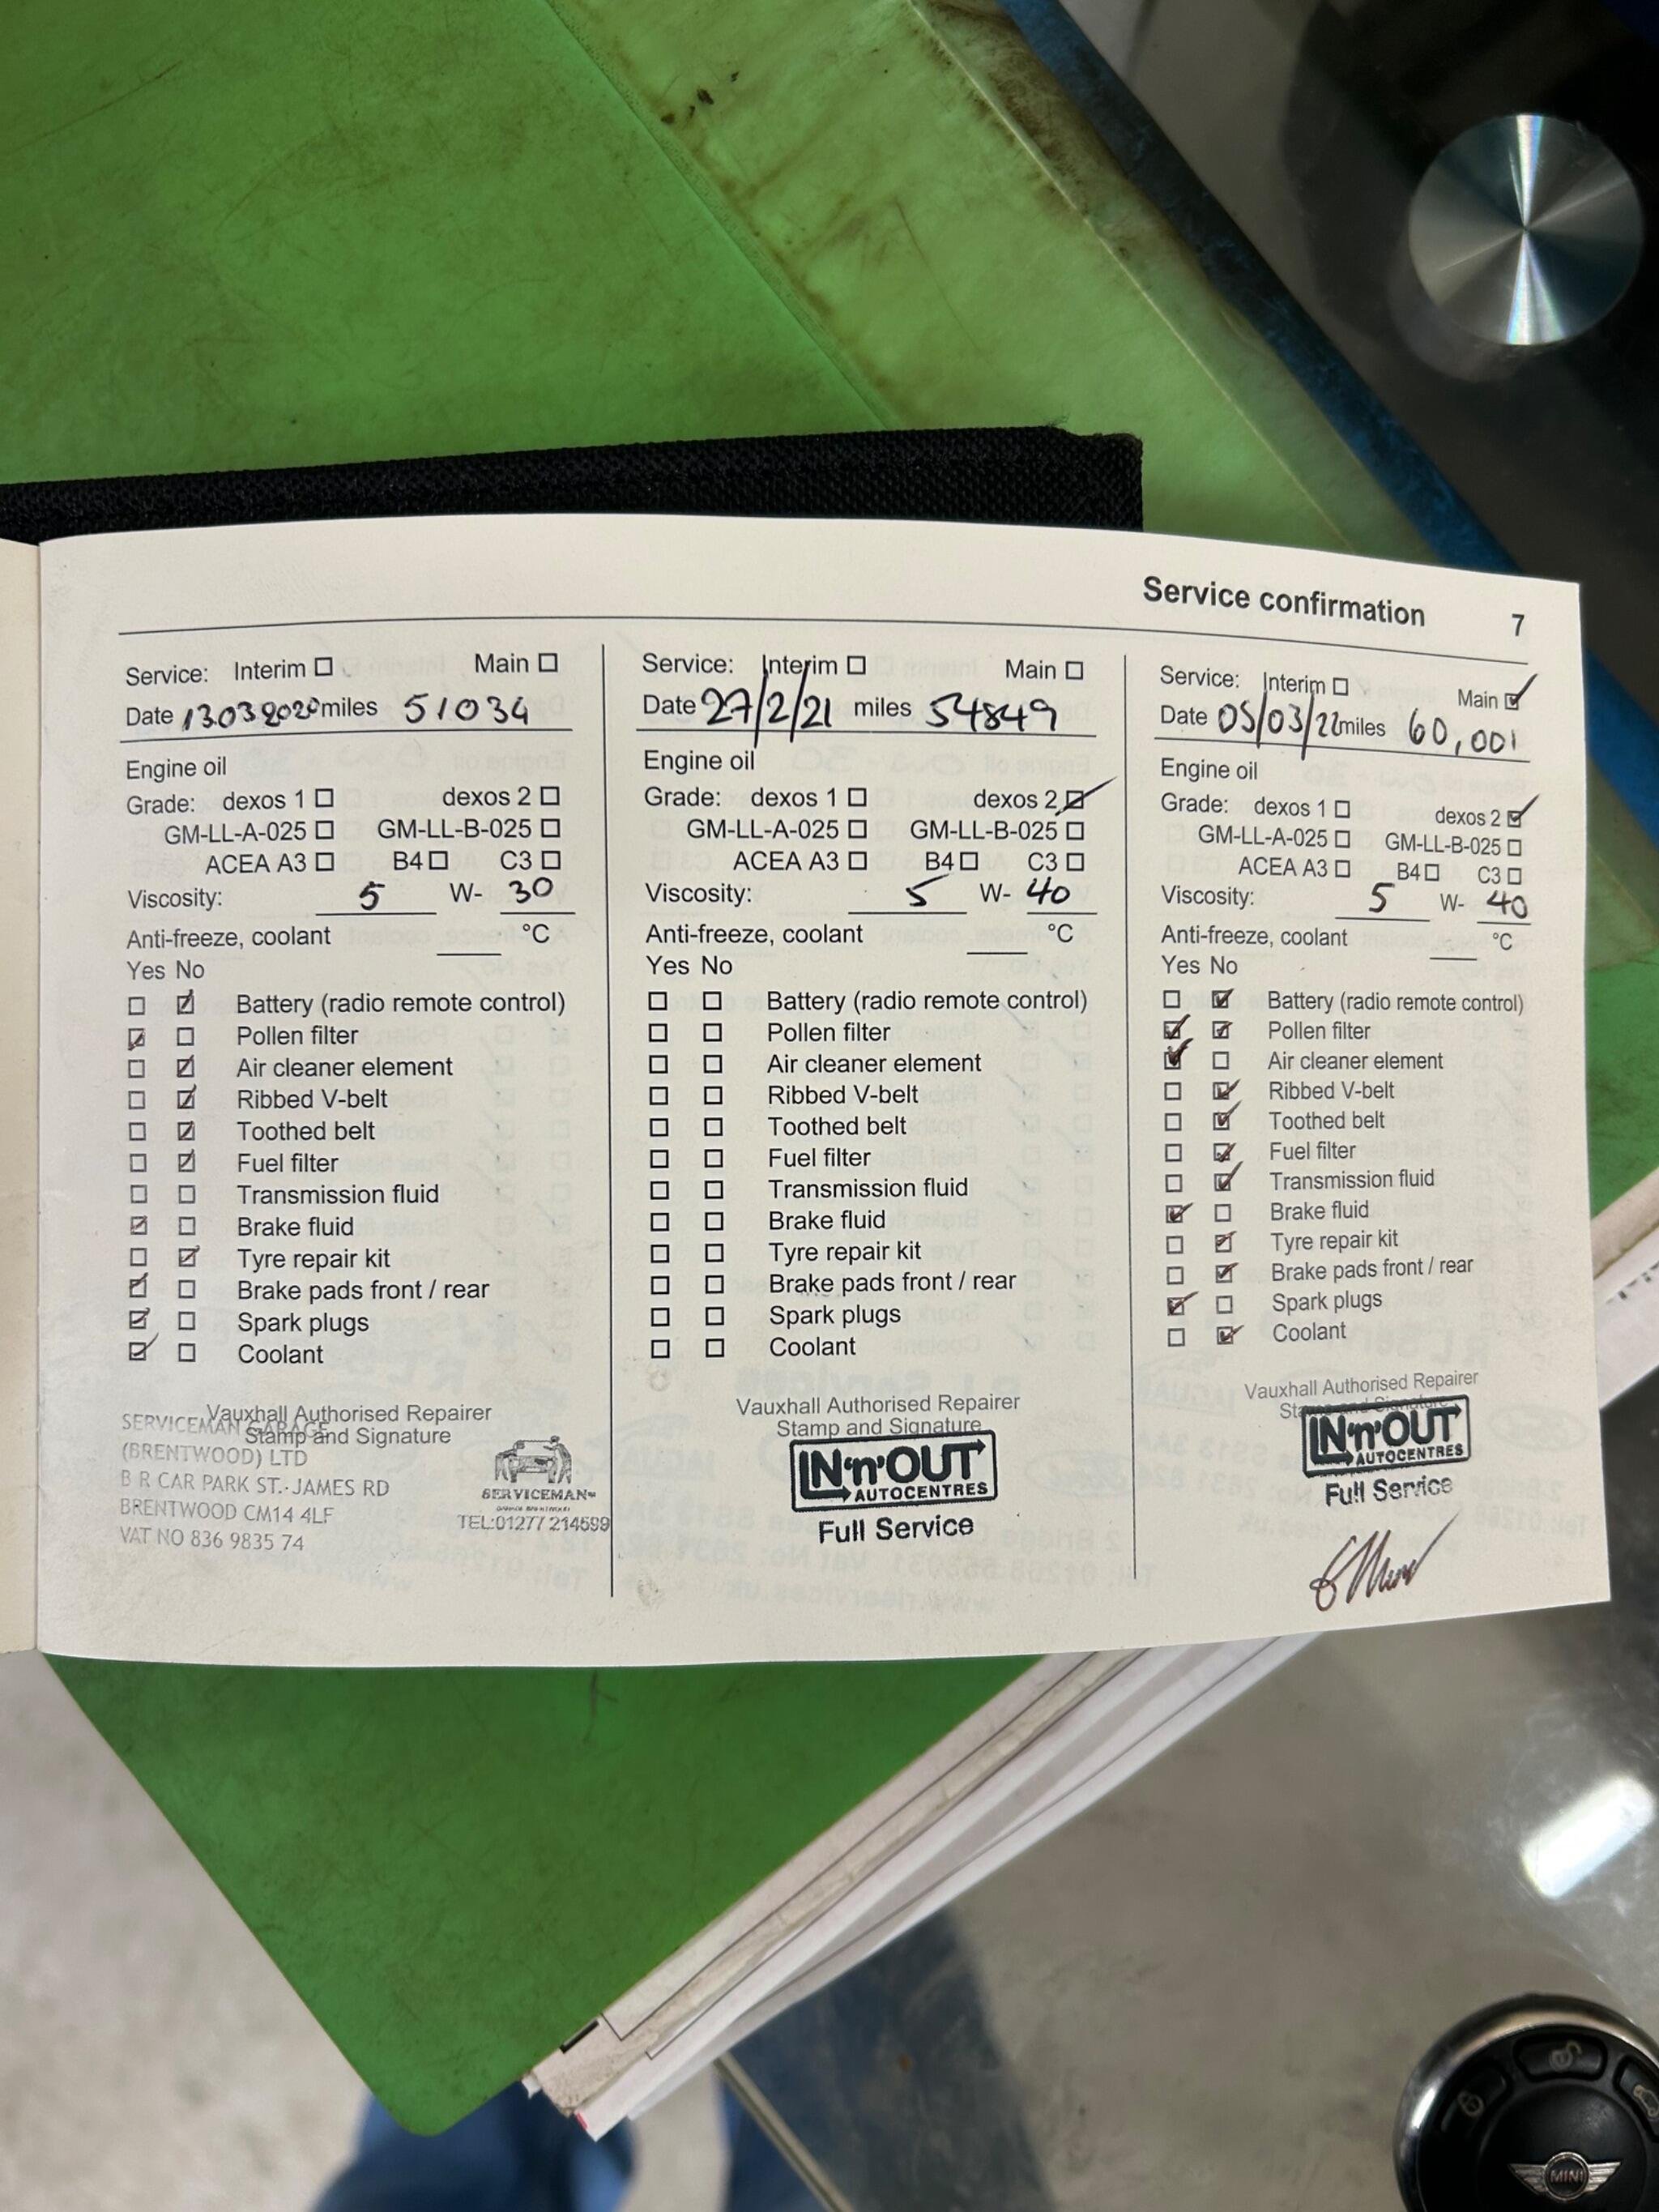 Service confirmation 7
Service: Interim ☐ Main ☐
Date 13.03 2020 miles 51034
Engine oil
Grade: dexos 1 ☐ dexos 2 ☐
GM-LL-A-025 ☐ GM-LL-B-025 ☐
ACEA A3 ☐ B4 ☐ C3 ☐
Viscosity: 5 W- 30
Anti-freeze, coolant °C
Yes No
☐ ☑ Battery (radio remote control)
☑ ☐ Pollen filter
☐ ☑ Air cleaner element
☐ ☑ Ribbed V-belt
☐ ☑ Toothed belt
☐ ☑ Fuel filter
☐ ☐ Transmission fluid
☑ ☐ Brake fluid
☐ ☑ Tyre repair kit
☑ ☐ Brake pads front / rear
☑ ☐ Spark plugs
☑ ☐ Coolant
Vauxhall Authorised Repairer
Stamp and Signature
SERVICEMAN GARAGE
(BRENTWOOD) LTD
B R CAR PARK ST. JAMES RD
BRENTWOOD CM14 4LF
VAT NO 836 9835 74
SERVICEMAN
TEL:01277 214599
Service: Interim ☐ Main ☐
Date 27/2/21 miles 54849
Engine oil
Grade: dexos 1 ☐ dexos 2 ☑
GM-LL-A-025 ☐ GM-LL-B-025 ☐
ACEA A3 ☐ B4 ☐ C3 ☐
Viscosity: 5 W- 40
Anti-freeze, coolant °C
Yes No
☐ ☐ Battery (radio remote control)
☐ ☐ Pollen filter
☐ ☐ Air cleaner element
☐ ☐ Ribbed V-belt
☐ ☐ Toothed belt
☐ ☐ Fuel filter
☐ ☐ Transmission fluid
☐ ☐ Brake fluid
☐ ☐ Tyre repair kit
☐ ☐ Brake pads front / rear
☐ ☐ Spark plugs
☐ ☐ Coolant
Vauxhall Authorised Repairer
Stamp and Signature
IN'n'OUT
AUTOCENTRES
Full Service
Service: Interim ☐ Main ☑
Date 05/03/22 miles 60,001
Engine oil
Grade: dexos 1 ☐ dexos 2 ☑
GM-LL-A-025 ☐ GM-LL-B-025 ☐
ACEA A3 ☐ B4 ☐ C3 ☐
Viscosity: 5 W- 40
Anti-freeze, coolant °C
Yes No
☐ ☑ Battery (radio remote control)
☑ ☑ Pollen filter
☑ ☐ Air cleaner element
☐ ☑ Ribbed V-belt
☐ ☑ Toothed belt
☐ ☑ Fuel filter
☐ ☑ Transmission fluid
☑ ☐ Brake fluid
☐ ☑ Tyre repair kit
☐ ☑ Brake pads front / rear
☑ ☐ Spark plugs
☐ ☑ Coolant
Vauxhall Authorised Repairer
Stamp and Signature
IN'n'OUT
AUTOCENTRES
Full Service
MINI